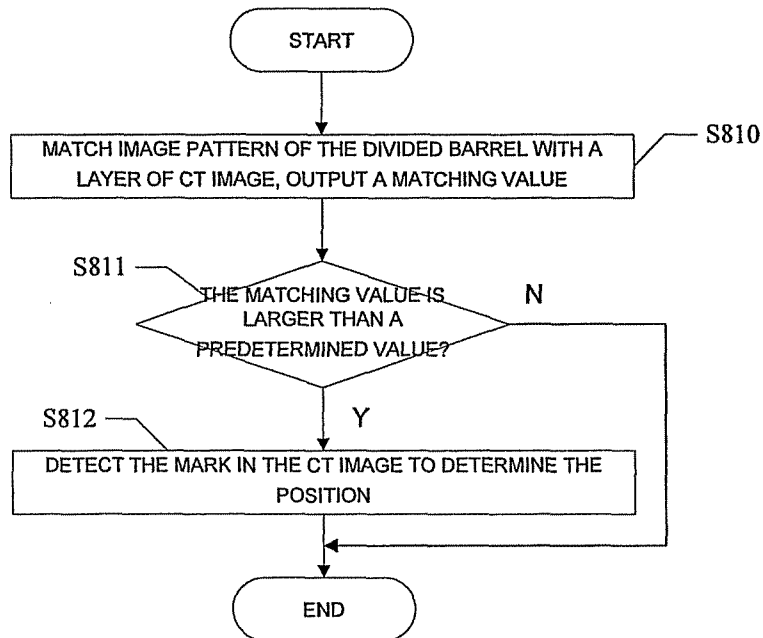 START
S810
MATCH IMAGE PATTERN OF THE DIVIDED BARREL WITH A
LAYER OF CT IMAGE, OUTPUT A MATCHING VALUE
S811
THE MATCHING VALUE IS
LARGER THAN A
PREDETERMINED VALUE?
N
Y
S812
DETECT THE MARK IN THE CT IMAGE TO DETERMINE THE
POSITION
END